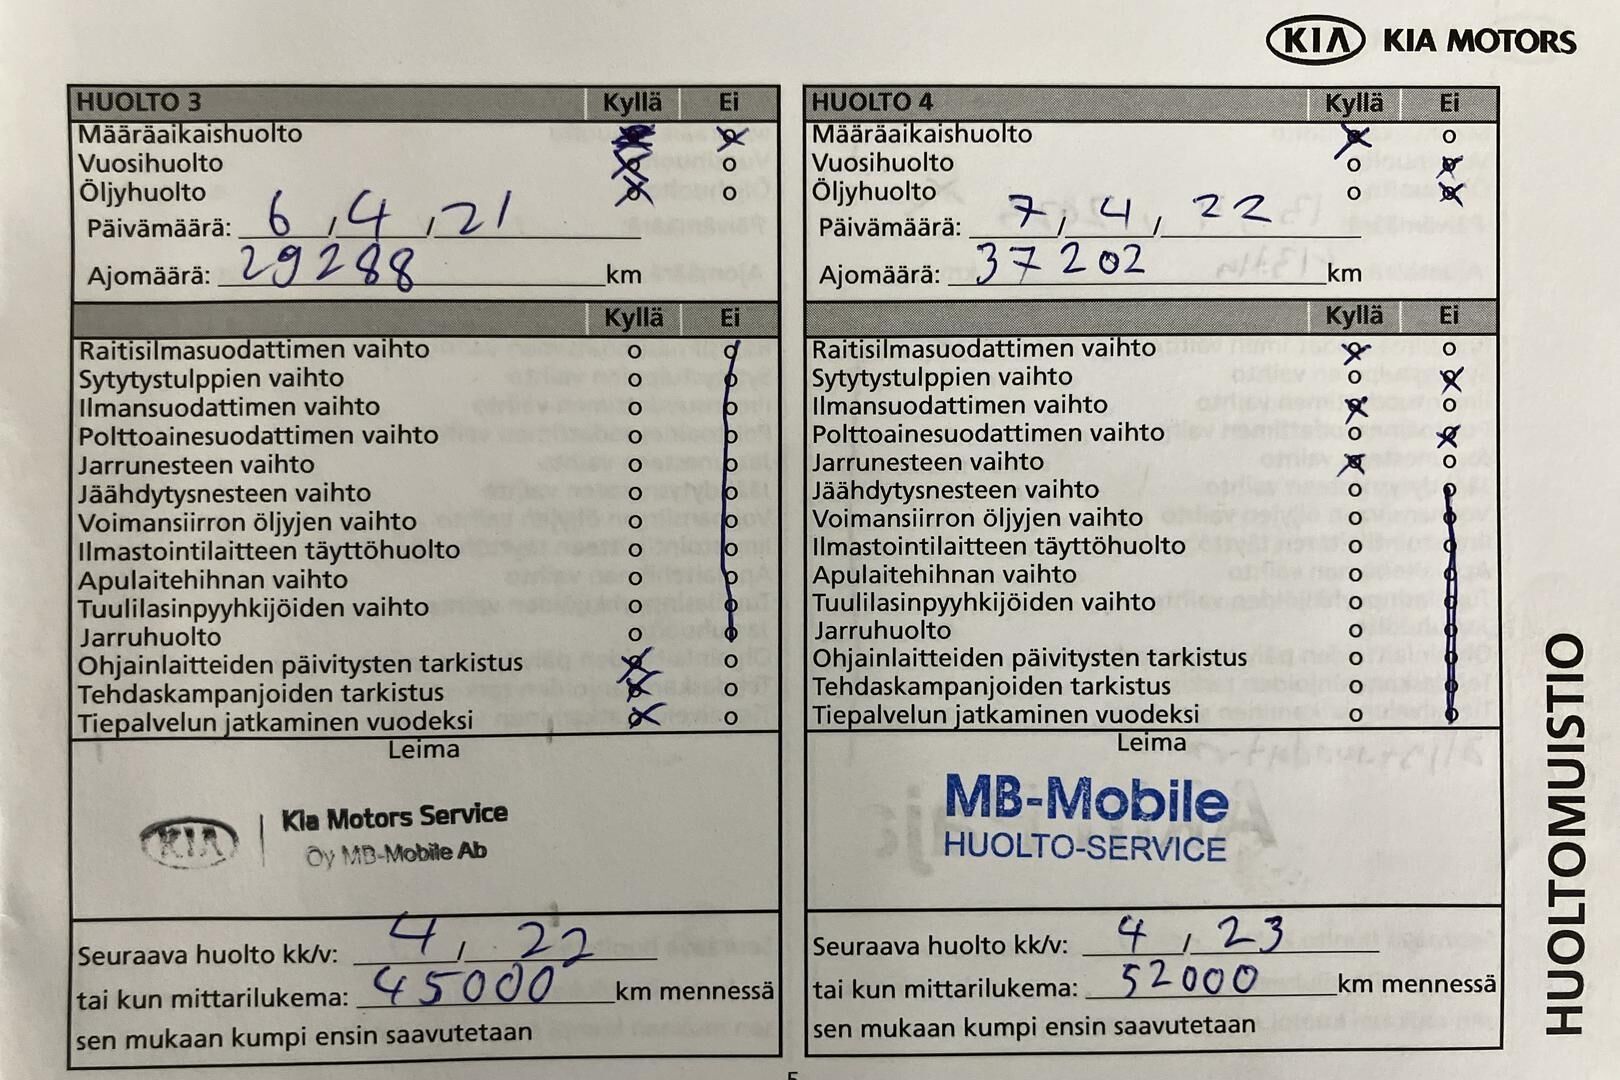 KIA KIA MOTORS
HUOLTO 3 Kyllä Ei
Määräaikaishuolto
Vuosihuolto
Öljyhuolto
Päivämäärä: 6,4,21
Ajomäärä: 29288 km
Kyllä Ei
Raitisilmasuodattimen vaihto
Sytytystulppien vaihto
Ilmansuodattimen vaihto
Polttoainesuodattimen vaihto
Jarrunesteen vaihto
Jäähdytysnesteen vaihto
Voimansiirron öljyjen vaihto
Ilmastointilaitteen täyttöhuolto
Apulaitehihnan vaihto
Tuulilasinpyyhkijöiden vaihto
Jarruhuolto
Ohjainlaitteiden päivitysten tarkistus
Tehdaskampanjoiden tarkistus
Tiepalvelun jatkaminen vuodeksi
Leima
KIA Kia Motors Service
Oy MB-Mobile Ab
Seuraava huolto kk/v: 4, 22
tai kun mittarilukema: 45000 km mennessä
sen mukaan kumpi ensin saavutetaan
HUOLTO 4 Kyllä Ei
Määräaikaishuolto
Vuosihuolto
Öljyhuolto
Päivämäärä: 7, 4, 22
Ajomäärä: 37202 km
Kyllä Ei
Raitisilmasuodattimen vaihto
Sytytystulppien vaihto
Ilmansuodattimen vaihto
Polttoainesuodattimen vaihto
Jarrunesteen vaihto
Jäähdytysnesteen vaihto
Voimansiirron öljyjen vaihto
Ilmastointilaitteen täyttöhuolto
Apulaitehihnan vaihto
Tuulilasinpyyhkijöiden vaihto
Jarruhuolto
Ohjainlaitteiden päivitysten tarkistus
Tehdaskampanjoiden tarkistus
Tiepalvelun jatkaminen vuodeksi
Leima
MB-Mobile
HUOLTO-SERVICE
Seuraava huolto kk/v: 4, 23
tai kun mittarilukema: 52000 km mennessä
sen mukaan kumpi ensin saavutetaan
HUOLTOMUISTIO
5